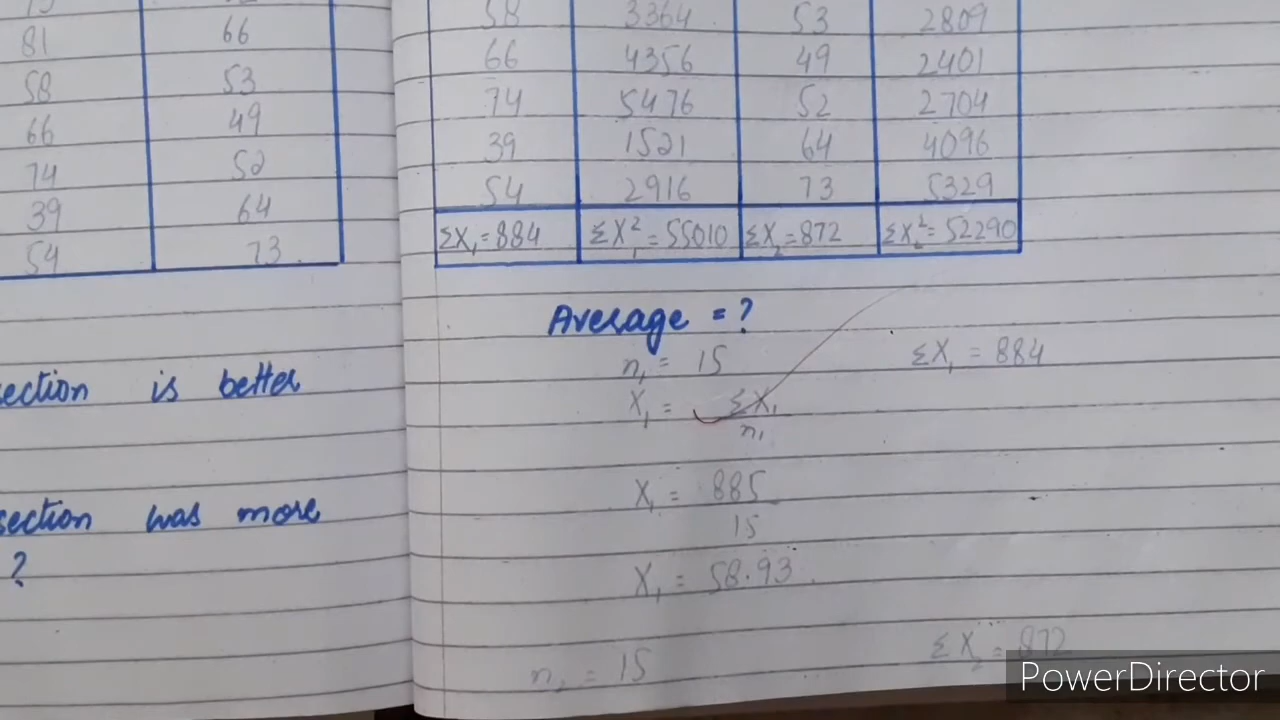 81 66
58 53
66 49
74 52
39 64
54 73
section is better
section was more
?
58 3364 53 2809
66 4356 49 2401
74 5476 52 2704
39 1521 64 4096
54 2916 73 5329
ΣX₁=884 ΣX₁²=55010 ΣX₂=872 ΣX₂²=52290
Average = ?
n₁ = 15 ΣX₁ = 884
X₁ = ΣX₁
n₁
X₁ = 885
15
X₁ = 58.93
n₂ = 15 ΣX₂ = 872
PowerDirector